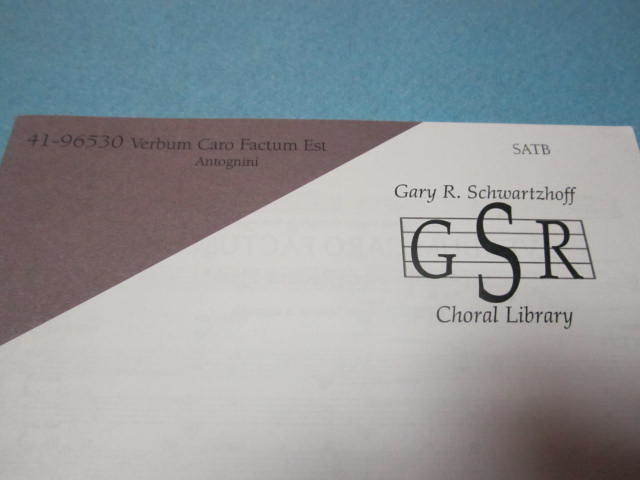 41-96530 Verbum Caro Factum Est
Antognini
SATB
Gary R. Schwartzhoff
GSR
Choral Library